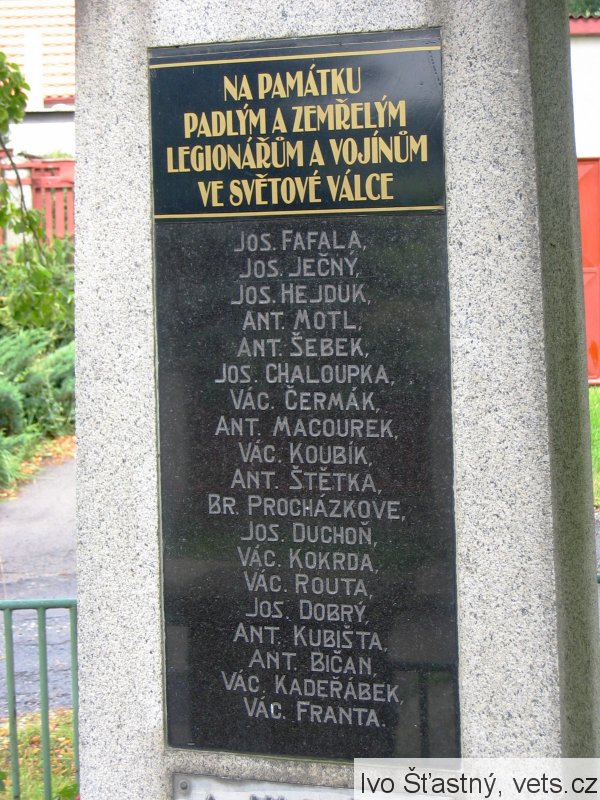 NA PAMÁTKU
PADLÝM A ZEMŘELÝM
LEGIONÁŘŮM A VOJÍNŮM
VE SVĚTOVÉ VÁLCE
JOS. FAFALA,
JOS. JEČNÝ,
JOS. HEJDUK,
ANT. MOTL,
ANT. ŠEBEK,
JOS. CHALOUPKA,
VÁC. ČERMÁK,
ANT. MACOUREK,
VÁC. KOUBÍK,
ANT. ŠTĚTKA,
BR. PROCHÁZKOVE,
JOS. DUCHOŇ,
VÁC. KOKRDA,
VÁC. ROUTA,
JOS. DOBRÝ,
ANT. KUBIŠTA,
ANT. BIČAN,
VÁC. KADEŘÁBEK,
VÁC. FRANTA.
Ivo Šťastný, vets.cz